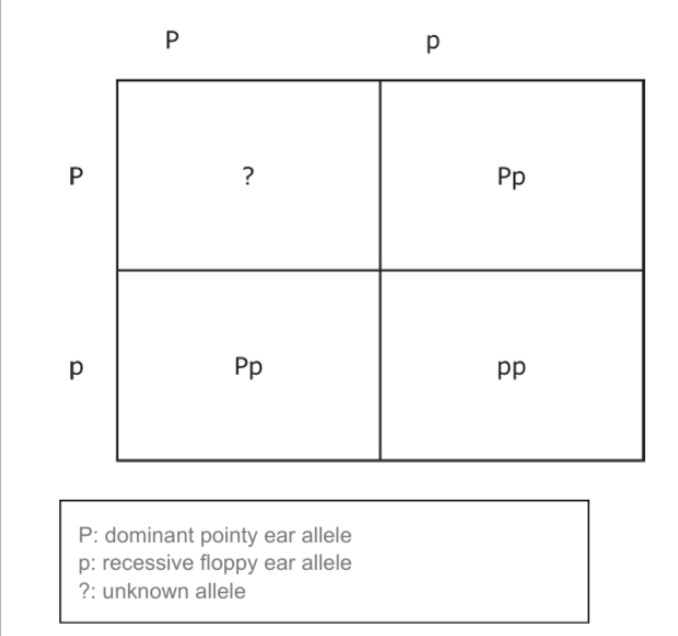 P p
P ? Pp
p Pp pp
P: dominant pointy ear allele
p: recessive floppy ear allele
?: unknown allele